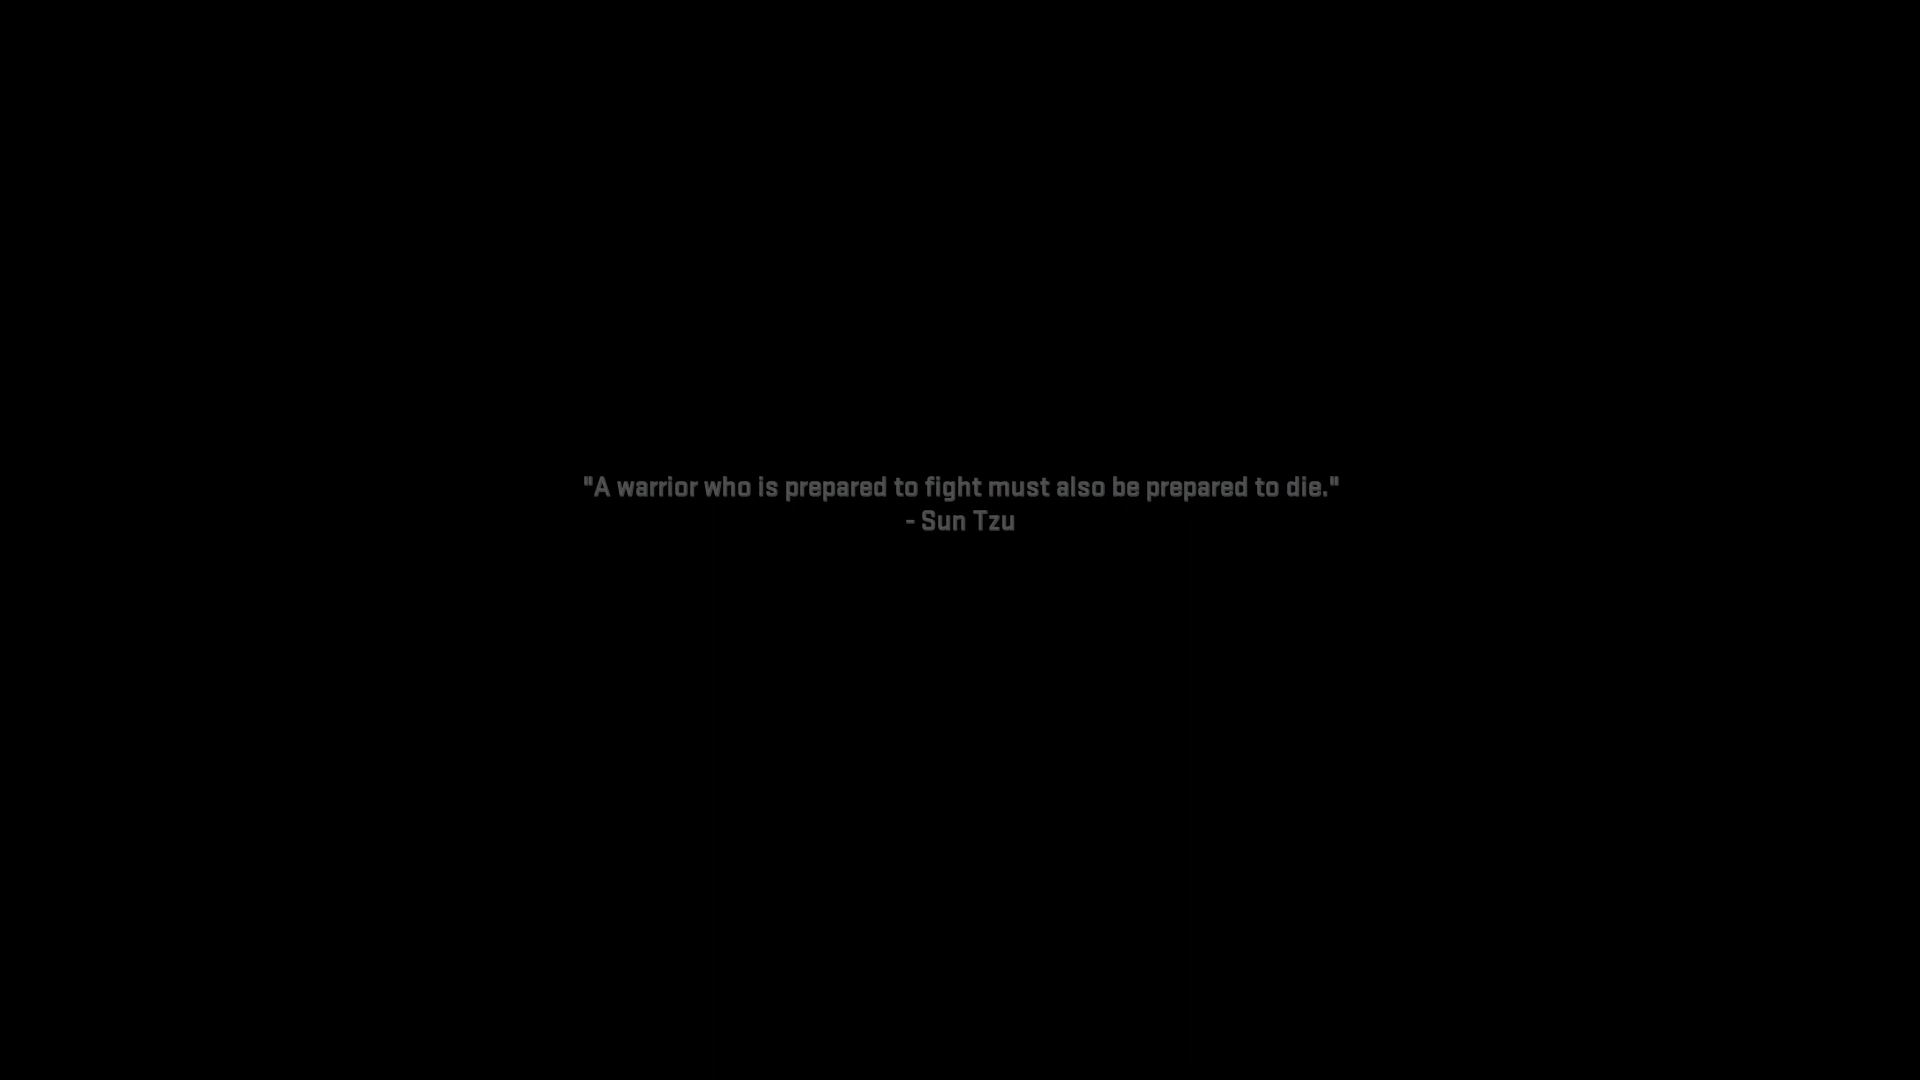 "A warrior who is prepared to fight must also be prepared to die."
- Sun Tzu